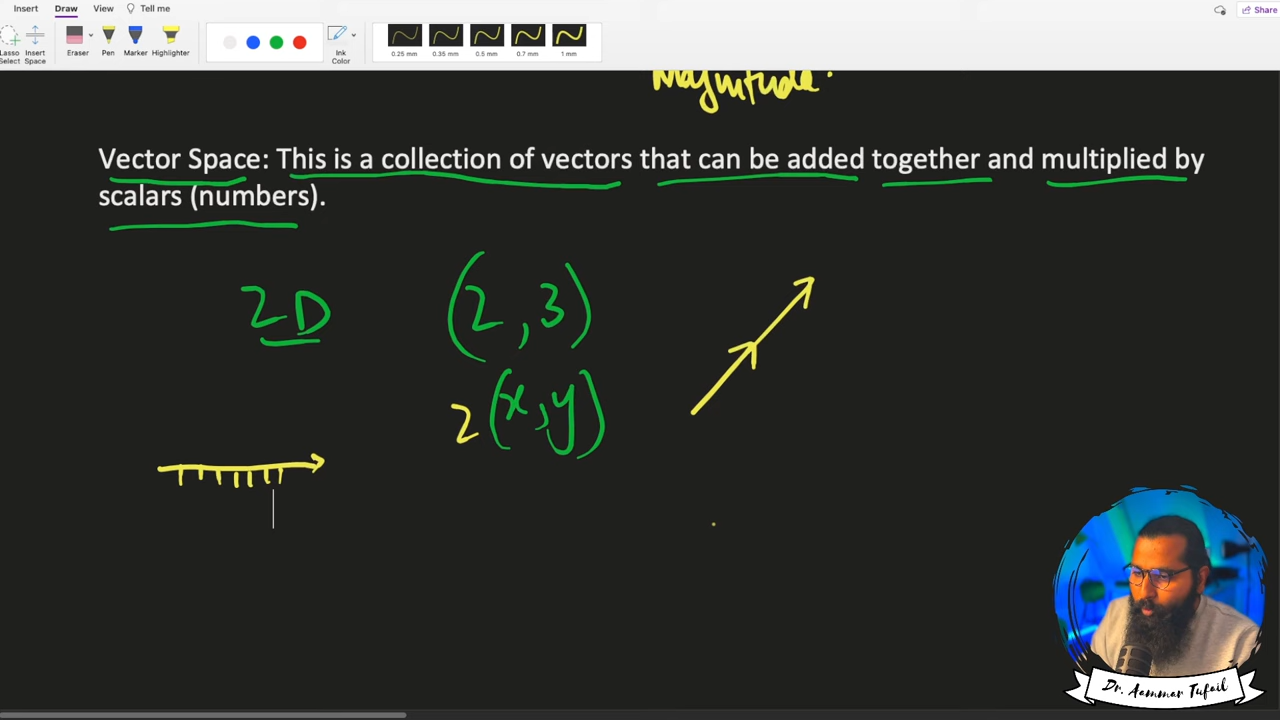 Insert Draw View Tell me
Share
Lasso Select
Insert Space
Eraser
Pen
Marker
Highlighter
Ink Color
0.25 mm
0.35 mm
0.5 mm
0.7 mm
1 mm
Magnitude.
Vector Space: This is a collection of vectors that can be added together and multiplied by
scalars (numbers).
2D (2,3)
2(x,y)
Dr. Aammar Tufail